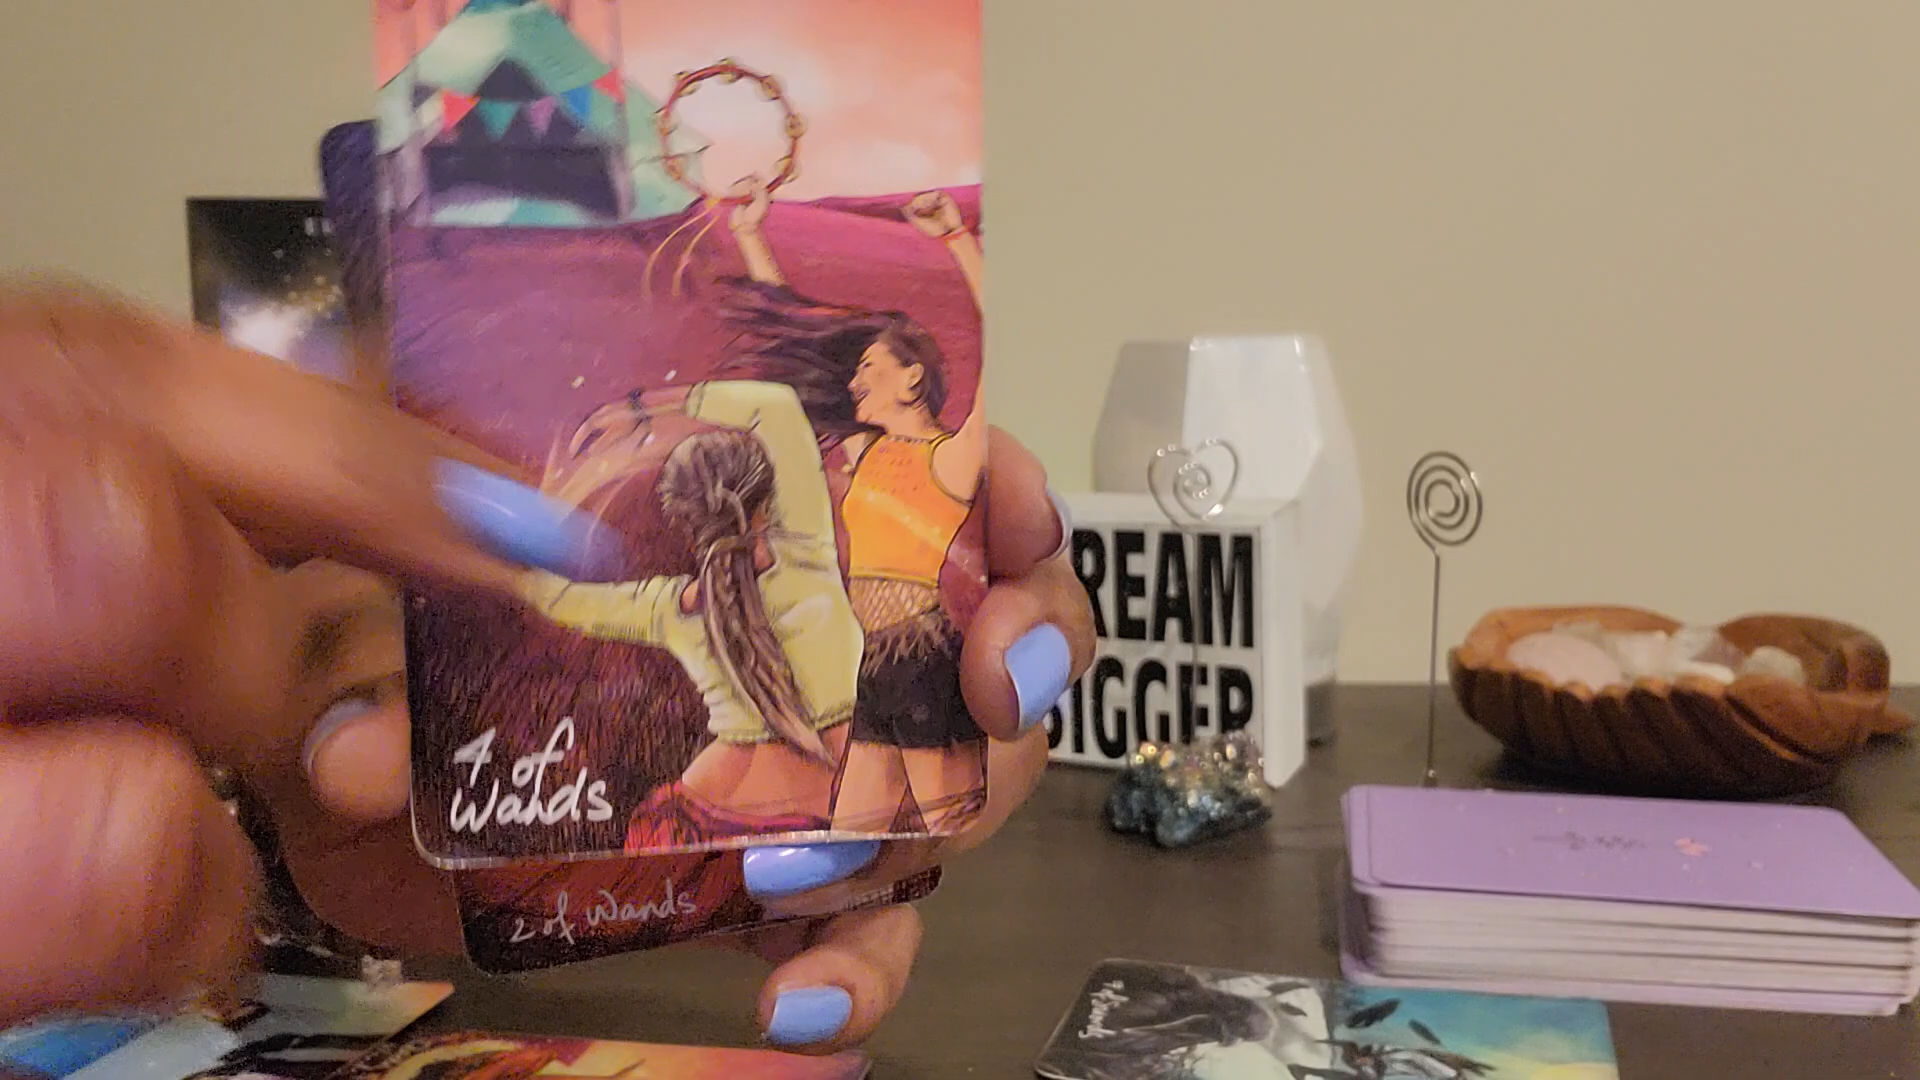 4 of
Wands
2 of Wands
REAM
BIGGER